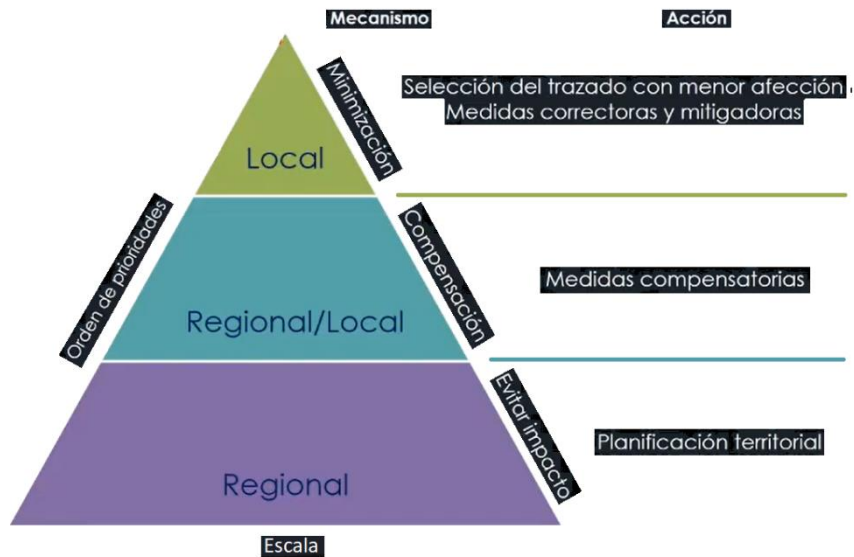 Mecanismo
Acción
Minimización
Selección del trazado con menor afección.
Medidas correctoras y mitigadoras
Local
Orden de prioridades
Compensación
Medidas compensatorias
Regional/Local
Evitar impacto
Planificación territorial
Regional
Escala